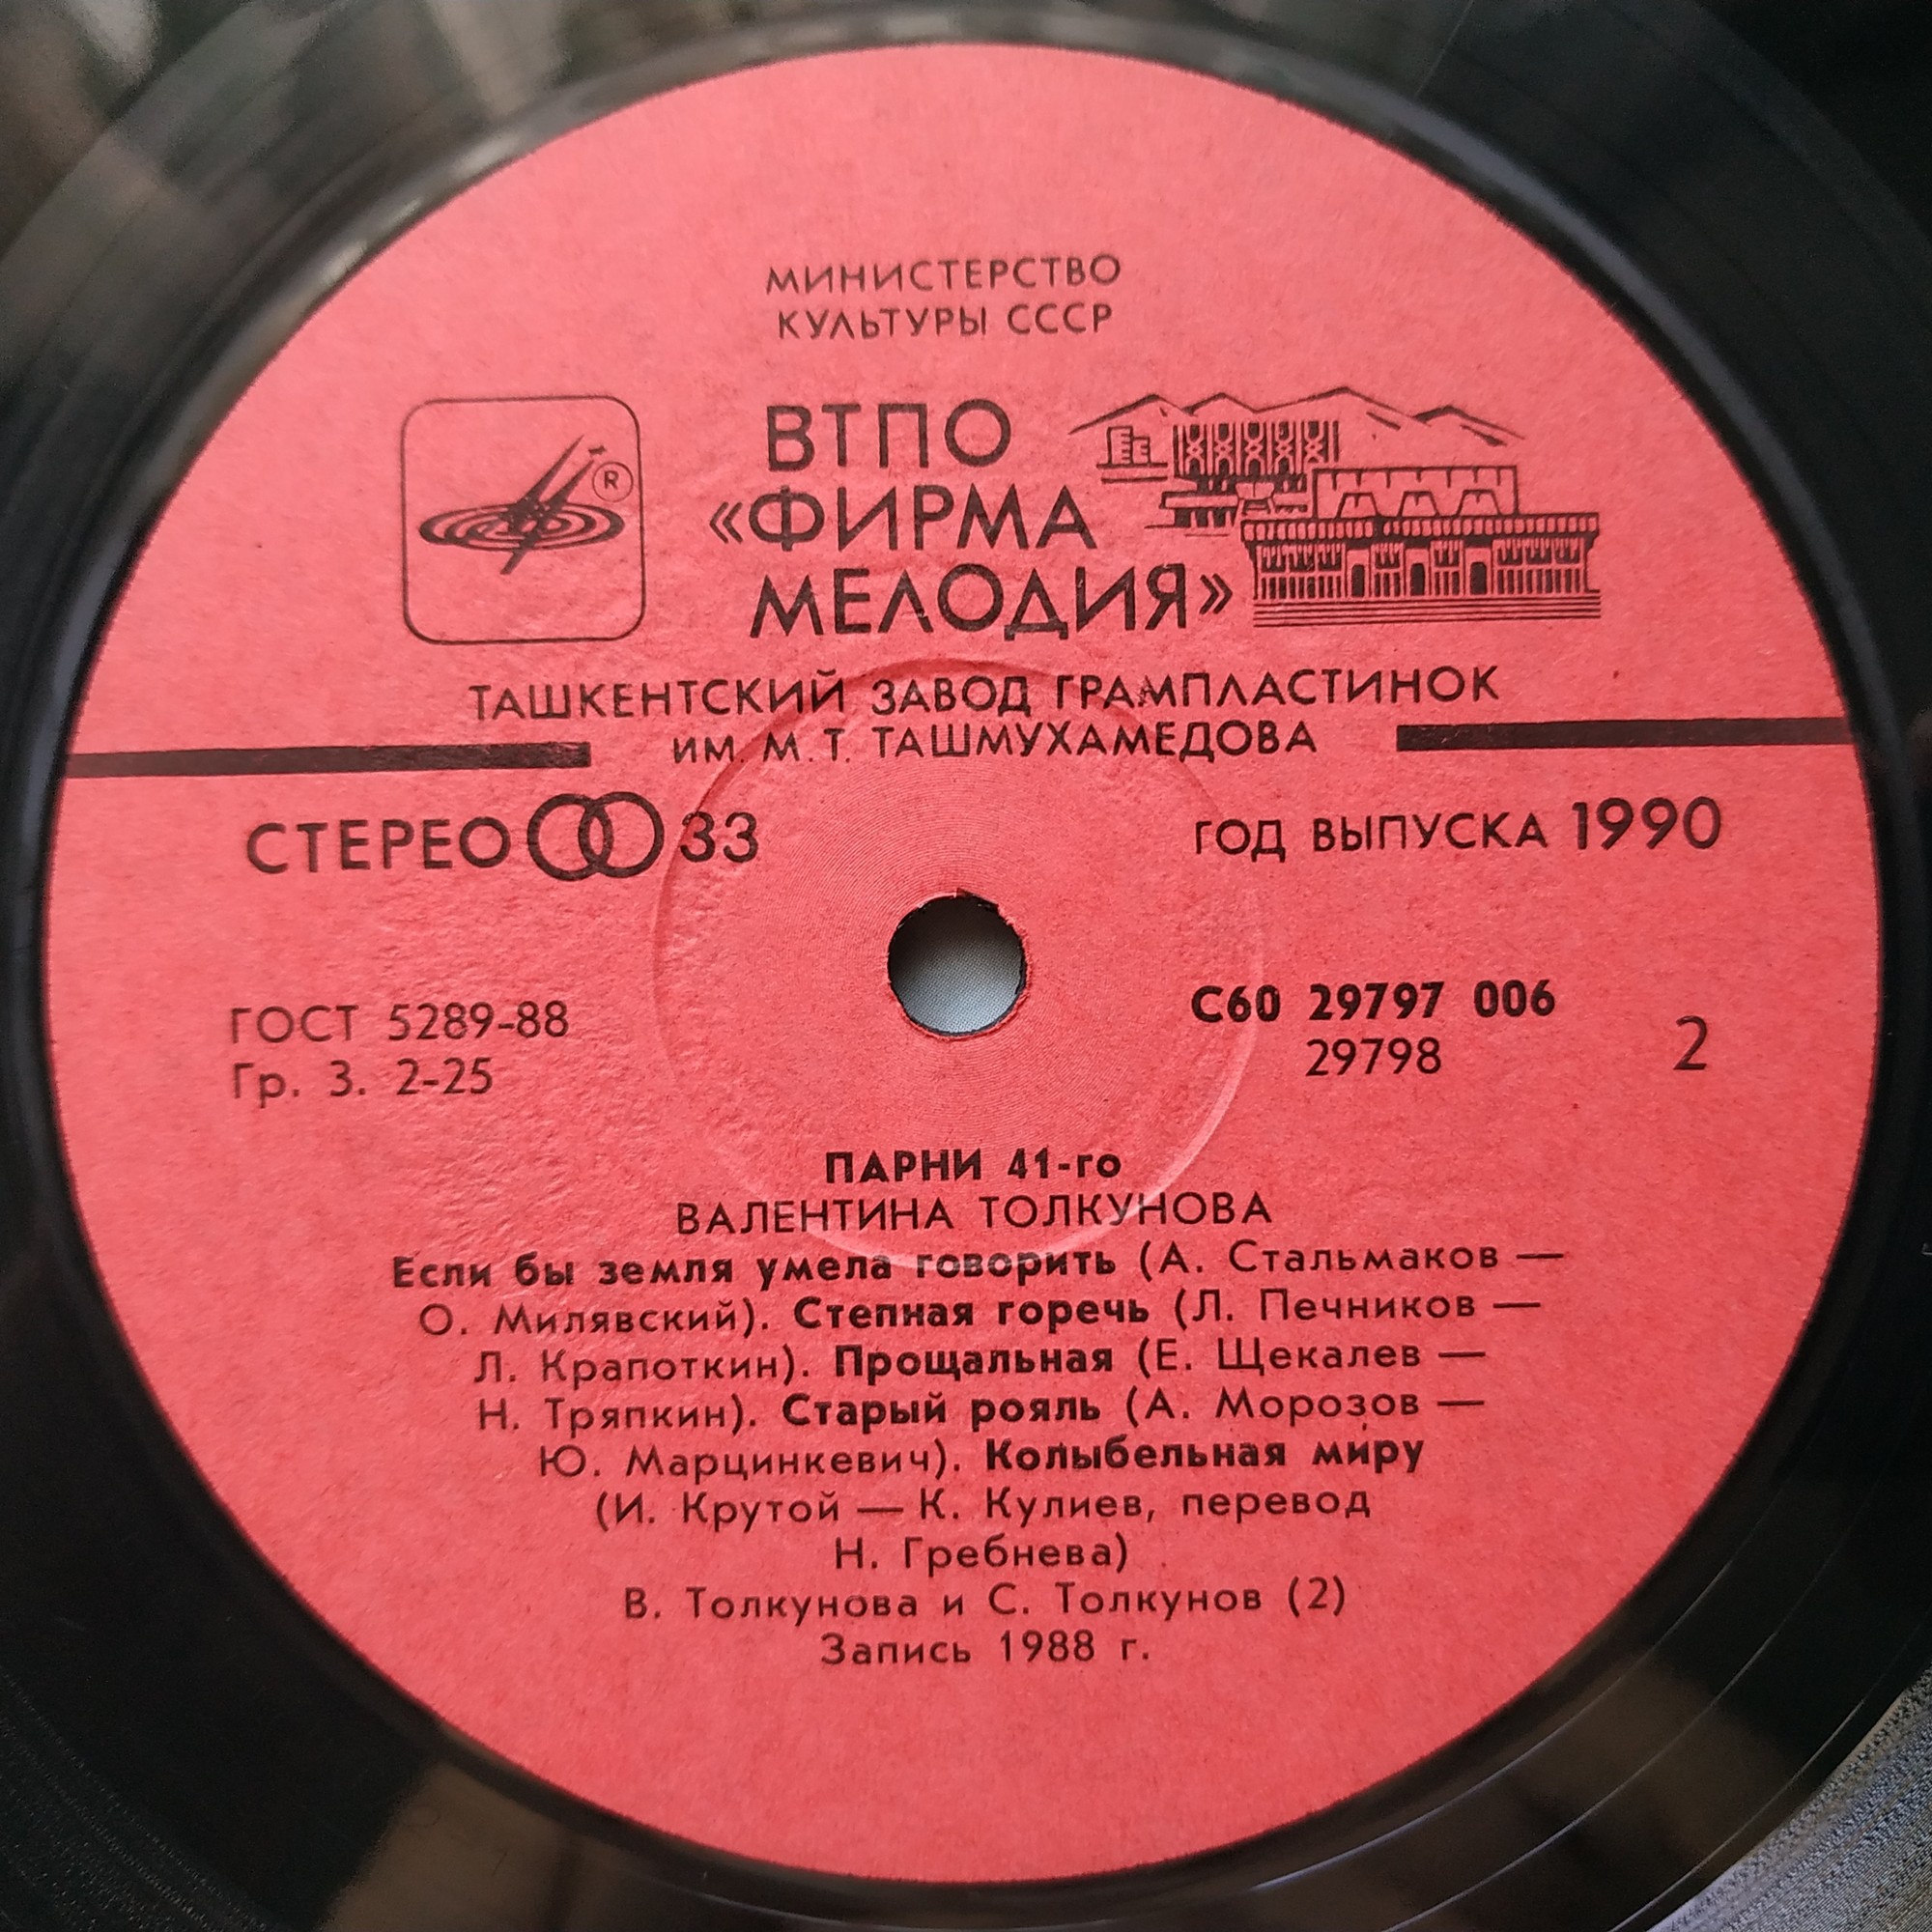 МИНИСТЕРСТВО
КУЛЬТУРЫ СССР
ВТПО
«ФИРМА
МЕЛОДИЯ»
®
ТАШКЕНТСКИЙ ЗАВОД ГРАМПЛАСТИНОК
ИМ. М. Т. ТАШМУХАМЕДОВА
СТЕРЕО 33
ГОД ВЫПУСКА 1990
ГОСТ 5289-88
Гр. 3. 2-25
С60 29797 006
29798
2
ПАРНИ 41-го
ВАЛЕНТИНА ТОЛКУНОВА
Если бы земля умела говорить (А. Стальмаков —
О. Милявский). Степная горечь (Л. Печников —
Л. Крапоткин). Прощальная (Е. Щекалев —
Н. Тряпкин). Старый рояль (А. Морозов —
Ю. Марцинкевич). Колыбельная миру
(И. Крутой — К. Кулиев, перевод
Н. Гребнева)
В. Толкунова и С. Толкунов (2)
Запись 1988 г.